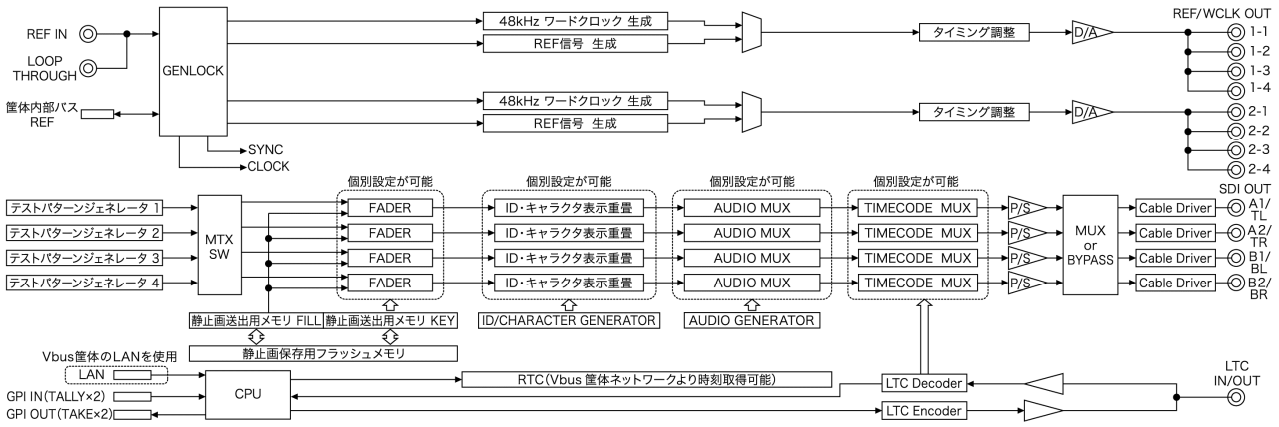 REF IN
LOOP
THROUGH
筐体内部バス
REF
GENLOCK
SYNC
CLOCK
48kHz ワードクロック 生成
REF信号 生成
48kHz ワードクロック 生成
REF信号 生成
タイミング調整
D/A
タイミング調整
D/A
REF/WCLK OUT
1-1
1-2
1-3
1-4
2-1
2-2
2-3
2-4
個別設定が可能
個別設定が可能
個別設定が可能
個別設定が可能
SDI OUT
テストパターンジェネレータ 1
テストパターンジェネレータ 2
テストパターンジェネレータ 3
テストパターンジェネレータ 4
MTX
SW
FADER
FADER
FADER
FADER
ID・キャラクタ表示重畳
ID・キャラクタ表示重畳
ID・キャラクタ表示重畳
ID・キャラクタ表示重畳
AUDIO MUX
AUDIO MUX
AUDIO MUX
AUDIO MUX
TIMECODE MUX
TIMECODE MUX
TIMECODE MUX
TIMECODE MUX
P/S
P/S
P/S
P/S
MUX
or
BYPASS
Cable Driver
Cable Driver
Cable Driver
Cable Driver
A1/
TL
A2/
TR
B1/
BL
B2/
BR
静止画送出用メモリ FILL
静止画送出用メモリ KEY
ID/CHARACTER GENERATOR
AUDIO GENERATOR
静止画保存用フラッシュメモリ
Vbus筐体のLANを使用
LAN
GPI IN(TALLY×2)
GPI OUT(TAKE×2)
CPU
RTC(Vbus 筐体ネットワークより時刻取得可能)
LTC Decoder
LTC Encoder
LTC
IN/OUT